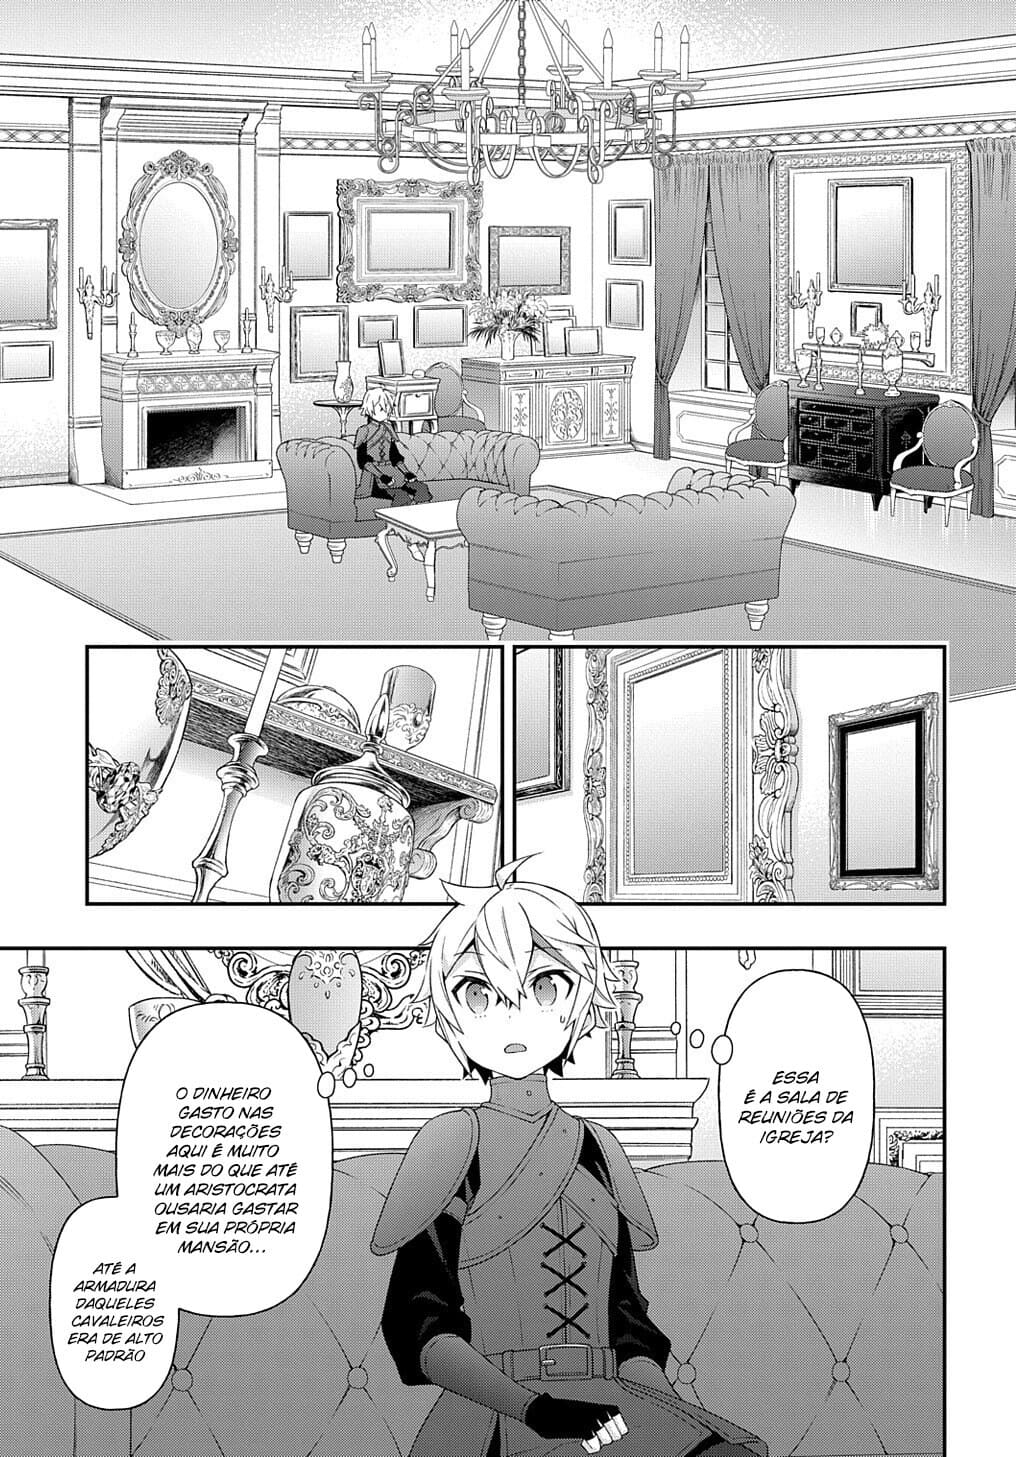 ESSA
É A SALA DE
REUNIÕES DA
IGREJA?
O DINHEIRO
GASTO NAS
DECORAÇÕES
AQUI É MUITO
MAIS DO QUE ATÉ
UM ARISTOCRATA
OUSARIA GASTAR
EM SUA PRÓPRIA
MANSÃO...
ATÉ A
ARMADURA
DAQUELES
CAVALEIROS
ERA DE ALTO
PADRÃO